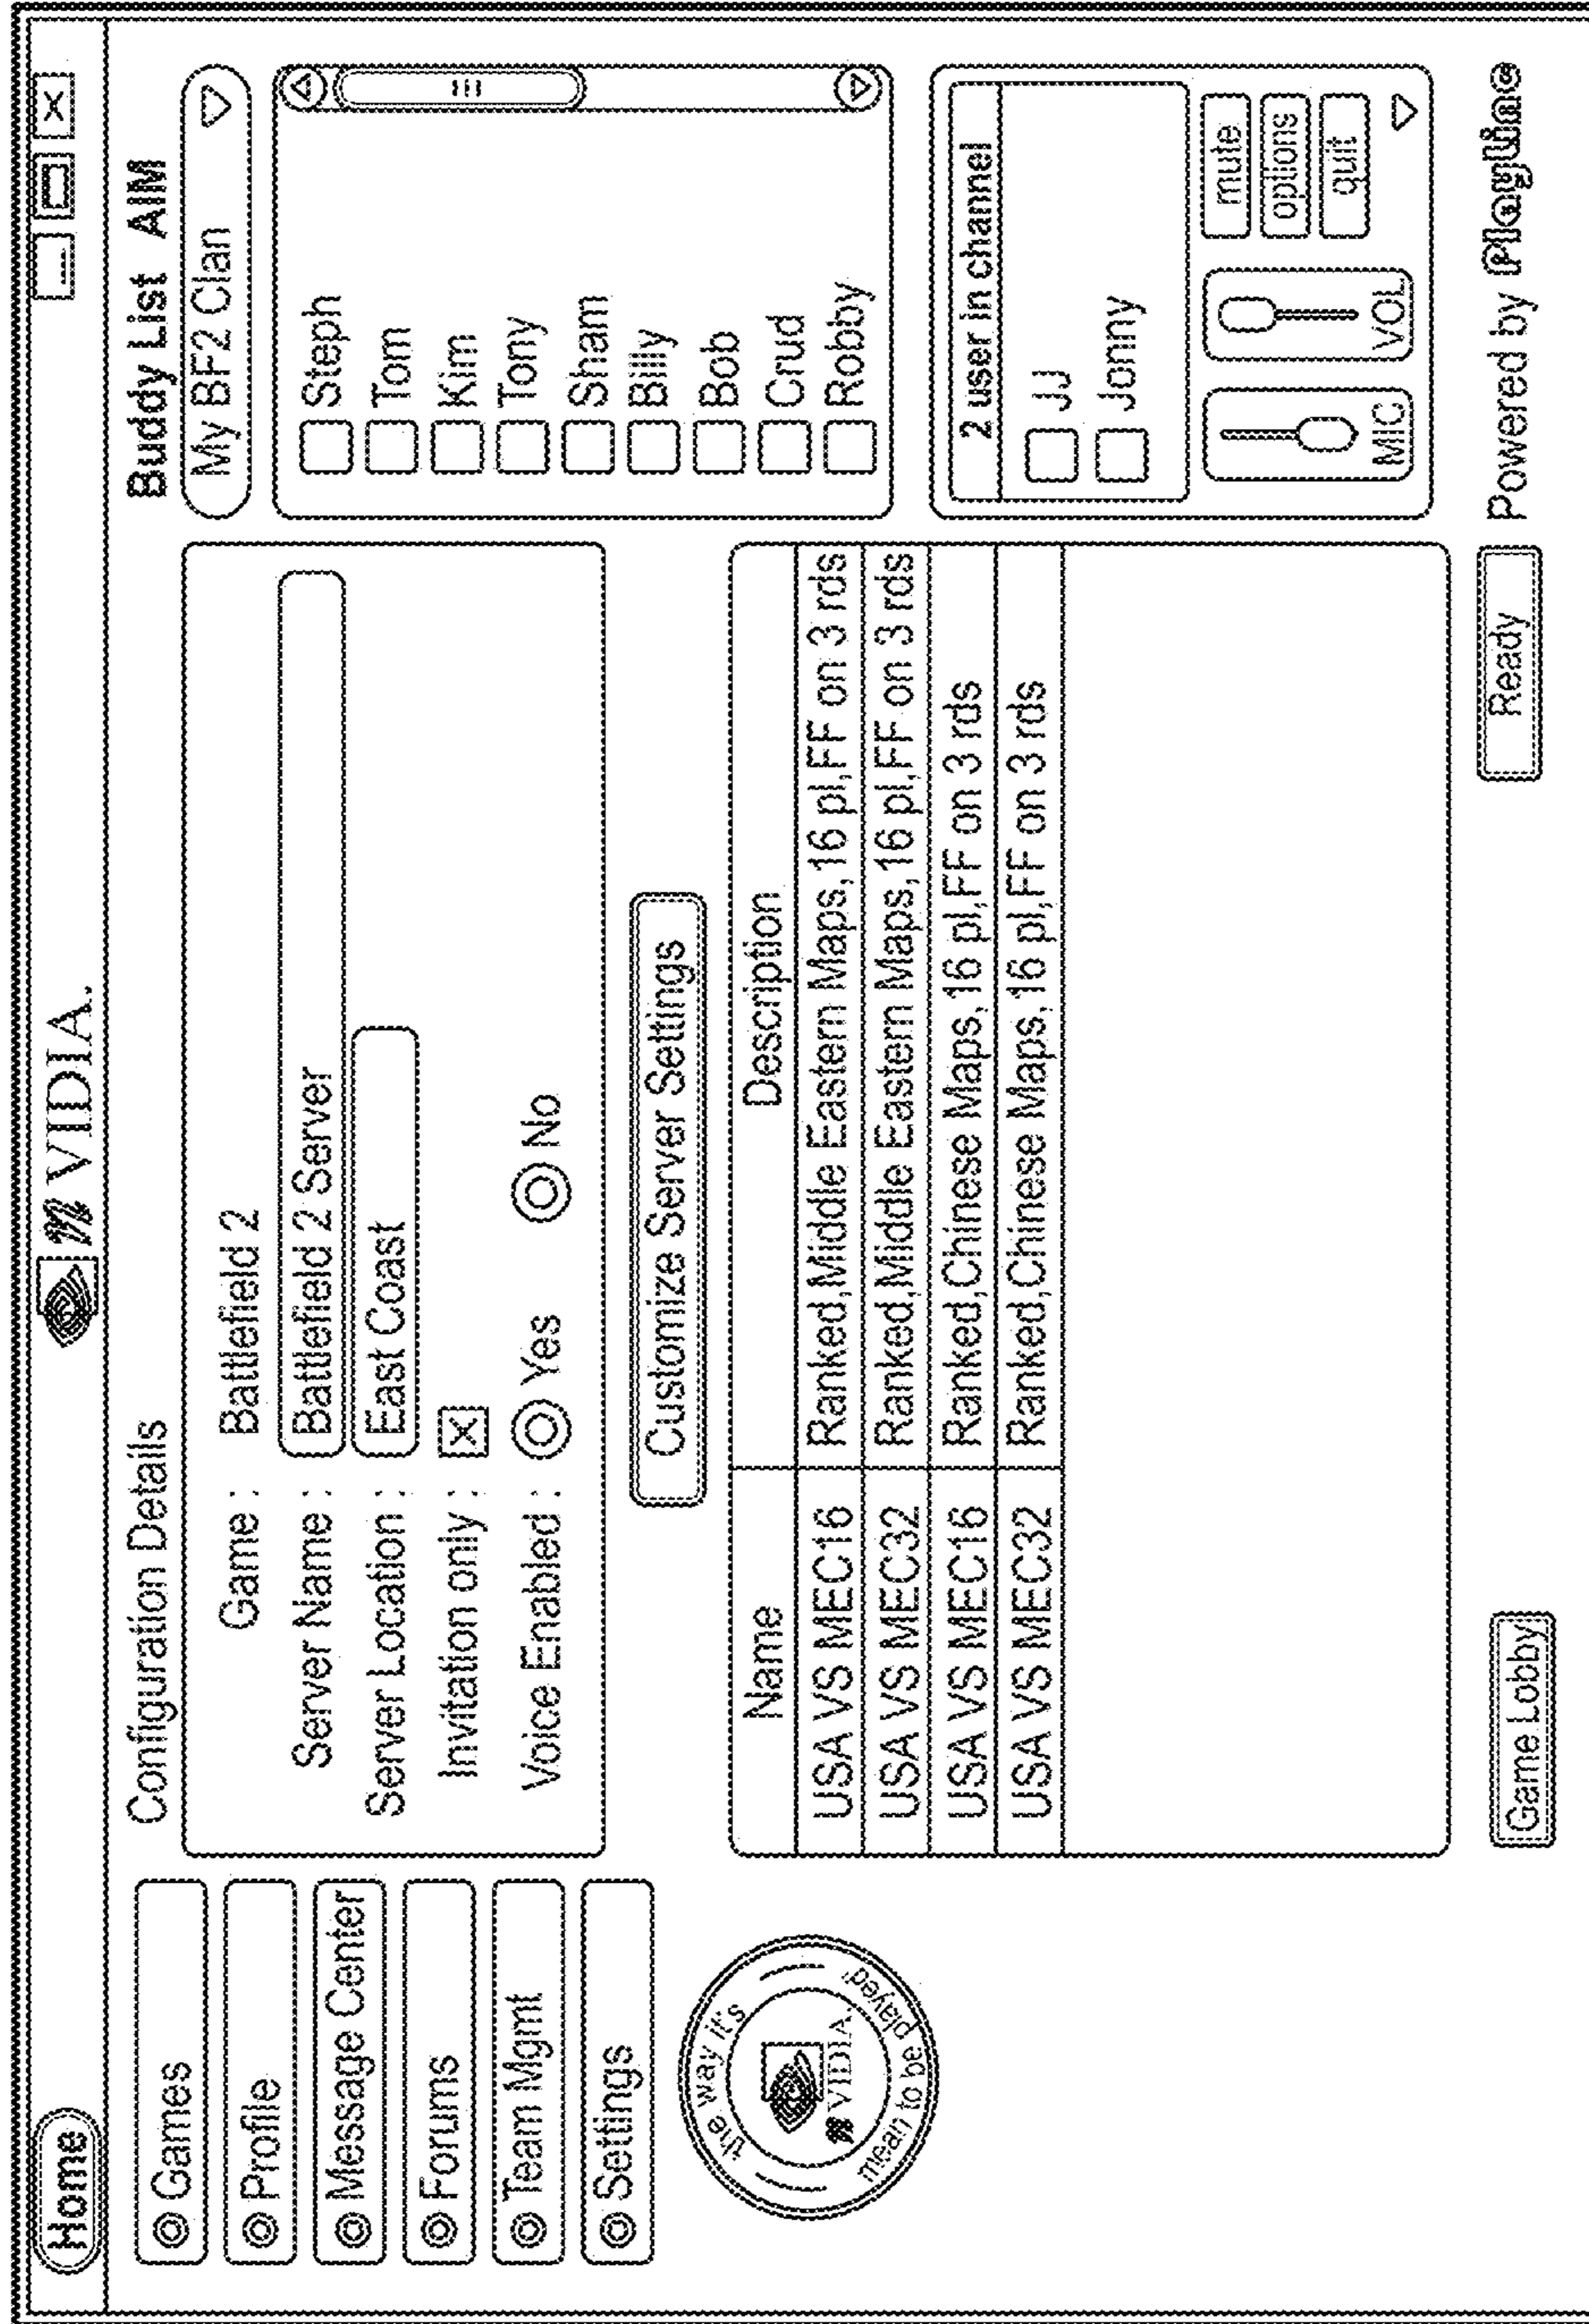 Home
nVIDIA.
Games
Profile
Message Center
Forums
Team Mgmt
Settings
the way it's
nVIDIA.
mean to be played'
Configuration Details
Game : Battlefield 2
Server Name : Battlefield 2 Server
Server Location : East Coast
Invitation only : X
Voice Enabled : Yes No
Customize Server Settings
Name Description
USA VS MEC16 Ranked,Middle Eastern Maps,16 pl,FF on 3 rds
USA VS MEC32 Ranked,Middle Eastern Maps,16 pl,FF on 3 rds
USA VS MEC16 Ranked,Chinese Maps,16 pl,FF on 3 rds
USA VS MEC32 Ranked,Chinese Maps,16 pl,FF on 3 rds
Game Lobby
Ready
Buddy List AIM
My BF2 Clan
Steph
Tom
Kim
Tony
Sham
Billy
Bob
Crud
Robby
2 user in channel
JJ
Jonny
MIC
VOL
mute
options
quit
Powered by PlayLinc